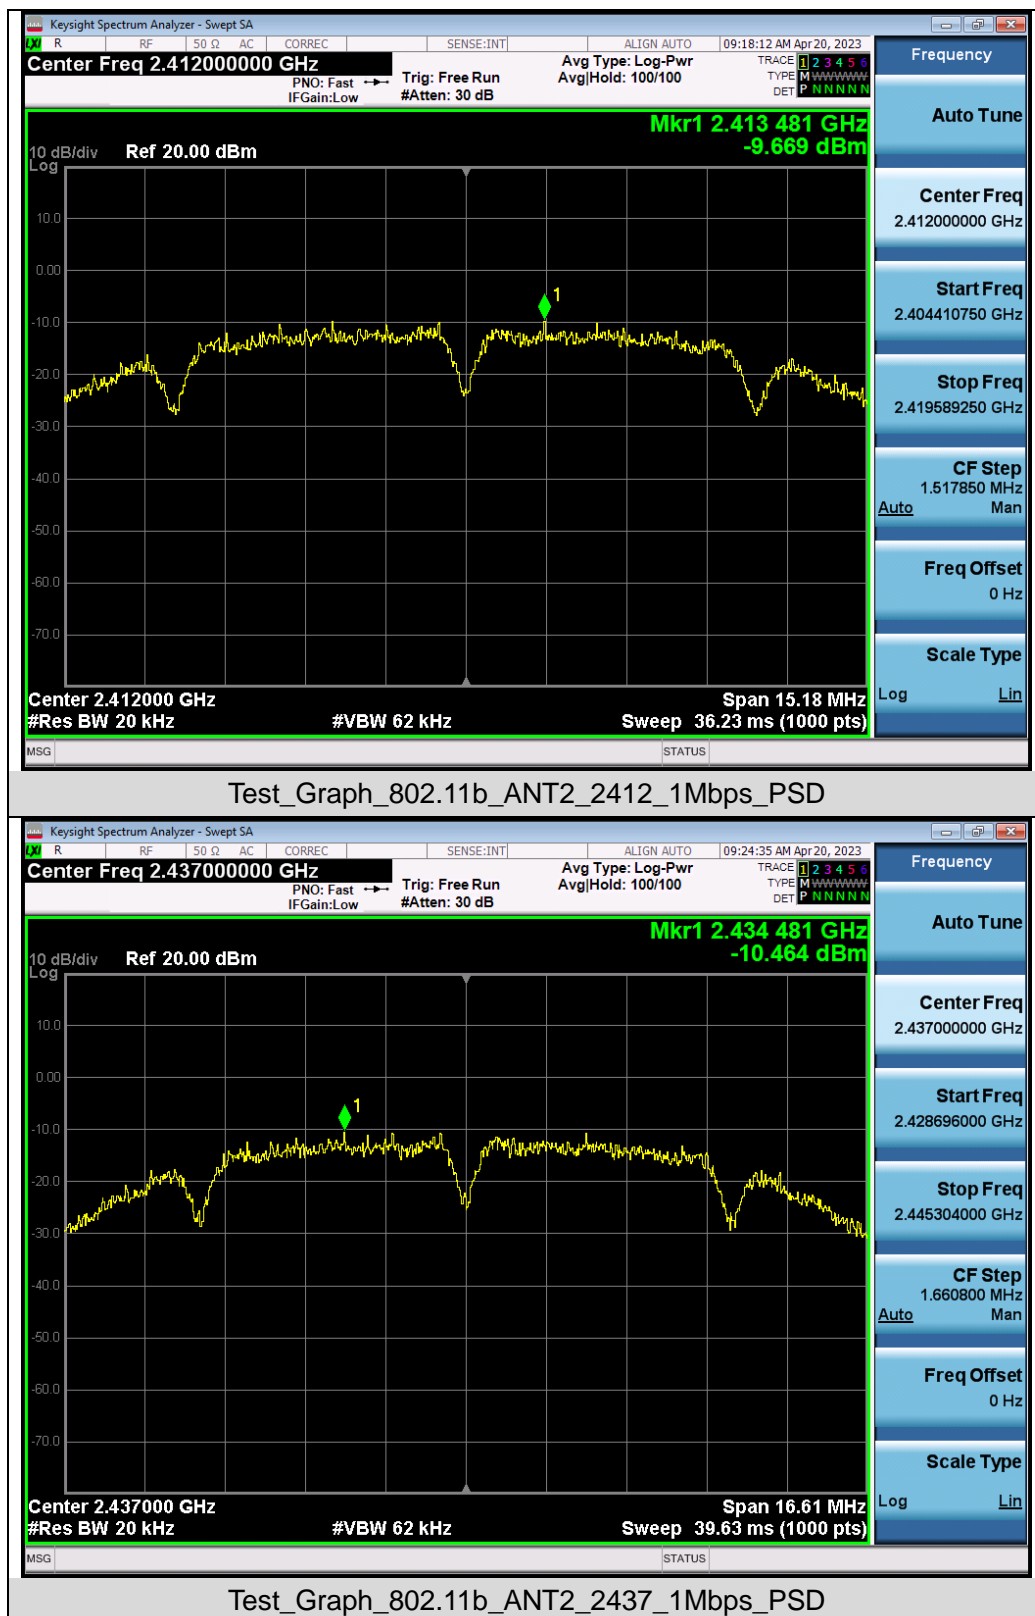 Keysight Spectrum Analyzer - Swept SA
LXI R RF 50 Ω AC CORREC SENSE:INT ALIGN AUTO 09:18:12 AM Apr 20, 2023
Center Freq 2.412000000 GHz
PNO: Fast
IFGain:Low
Trig: Free Run
#Atten: 30 dB
Avg Type: Log-Pwr
Avg|Hold: 100/100
TRACE 1 2 3 4 5 6
TYPE M WWWWW
DET P N N N N N
Mkr1 2.413 481 GHz
-9.669 dBm
10 dB/div Ref 20.00 dBm
Log
10.0
0.00
1
-10.0
-20.0
-30.0
-40.0
-50.0
-60.0
-70.0
Center 2.412000 GHz Span 15.18 MHz
#Res BW 20 kHz #VBW 62 kHz Sweep 36.23 ms (1000 pts)
MSG STATUS
Frequency
Auto Tune
Center Freq
2.412000000 GHz
Start Freq
2.404410750 GHz
Stop Freq
2.419589250 GHz
CF Step
1.517850 MHz
Auto Man
Freq Offset
0 Hz
Scale Type
Log Lin
Test_Graph_802.11b_ANT2_2412_1Mbps_PSD
Keysight Spectrum Analyzer - Swept SA
LXI R RF 50 Ω AC CORREC SENSE:INT ALIGN AUTO 09:24:35 AM Apr 20, 2023
Center Freq 2.437000000 GHz
PNO: Fast
IFGain:Low
Trig: Free Run
#Atten: 30 dB
Avg Type: Log-Pwr
Avg|Hold: 100/100
TRACE 1 2 3 4 5 6
TYPE M WWWWW
DET P N N N N N
Mkr1 2.434 481 GHz
-10.464 dBm
10 dB/div Ref 20.00 dBm
Log
10.0
0.00
1
-10.0
-20.0
-30.0
-40.0
-50.0
-60.0
-70.0
Center 2.437000 GHz Span 16.61 MHz
#Res BW 20 kHz #VBW 62 kHz Sweep 39.63 ms (1000 pts)
MSG STATUS
Frequency
Auto Tune
Center Freq
2.437000000 GHz
Start Freq
2.428696000 GHz
Stop Freq
2.445304000 GHz
CF Step
1.660800 MHz
Auto Man
Freq Offset
0 Hz
Scale Type
Log Lin
Test_Graph_802.11b_ANT2_2437_1Mbps_PSD